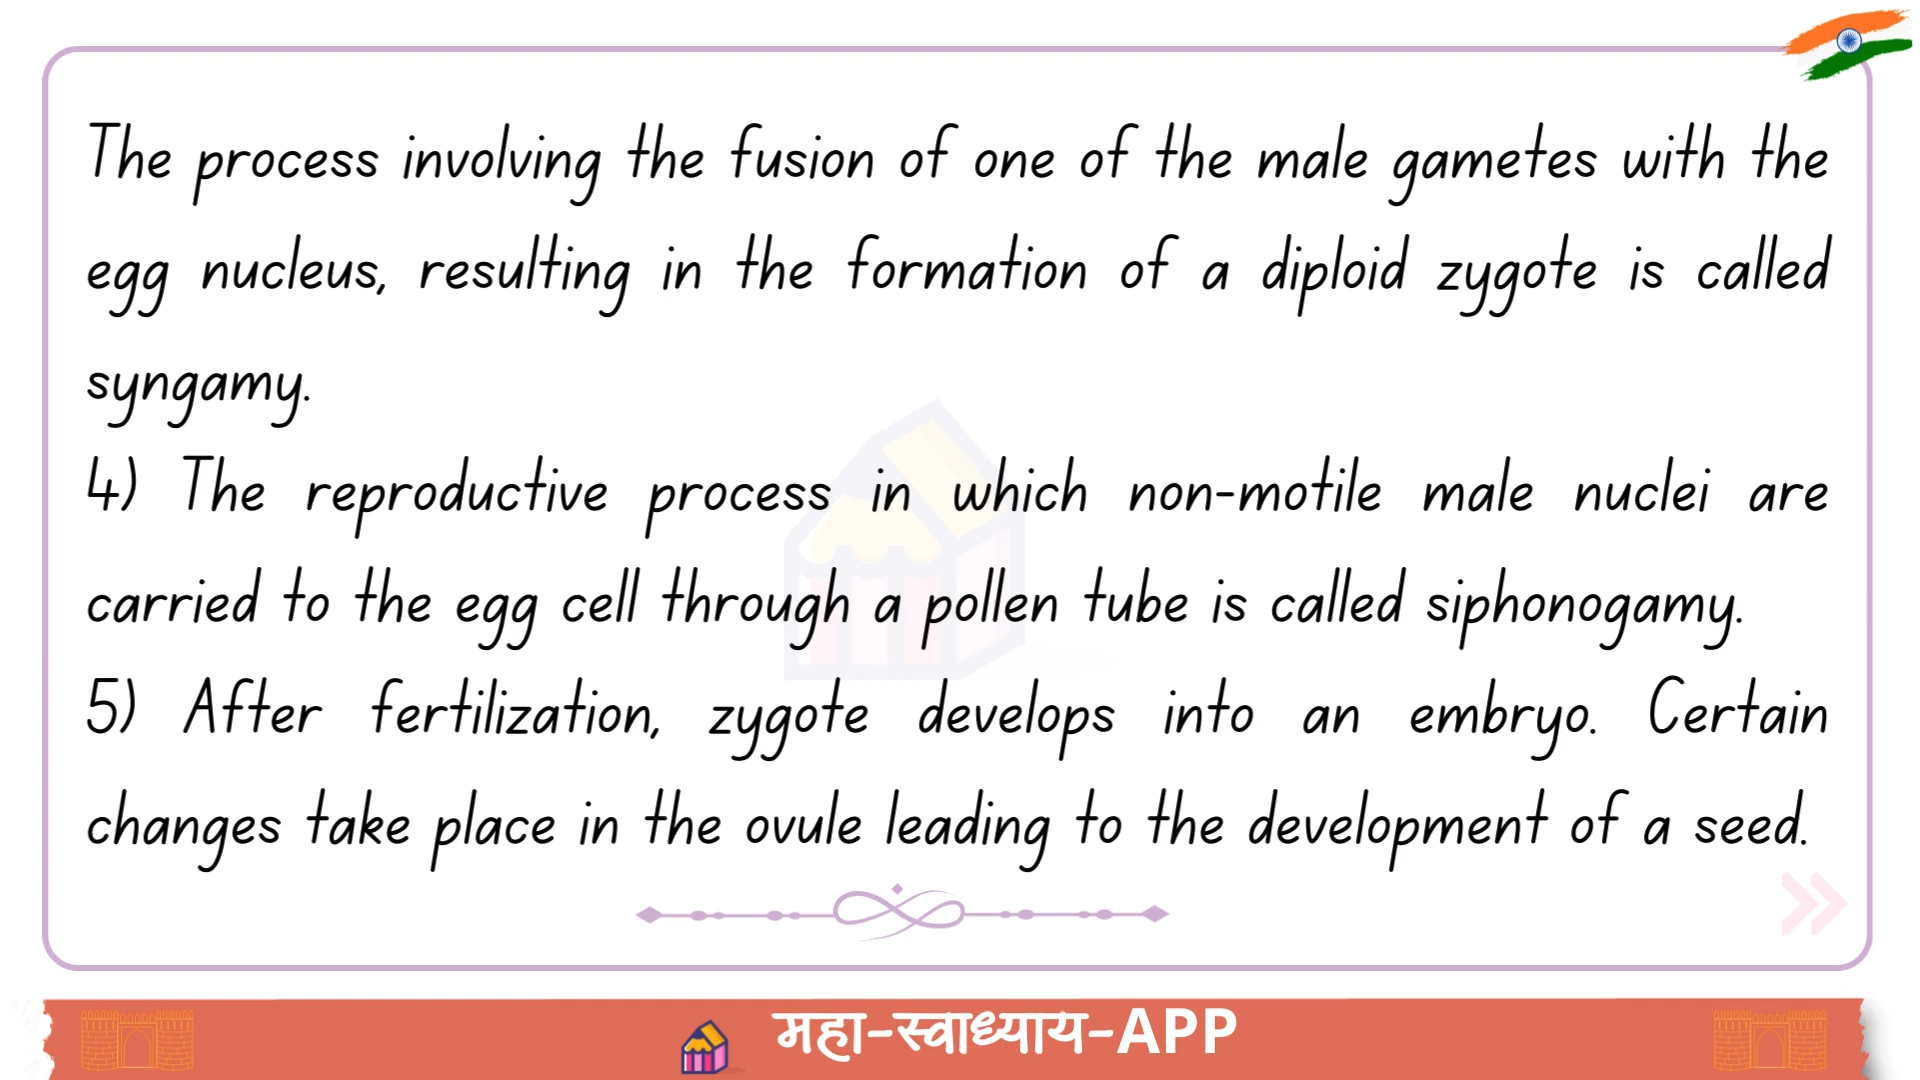 The process involving the fusion of one of the male gametes with the
egg nucleus, resulting in the formation of a diploid zygote is called
syngamy.
4) The reproductive process in which non-motile male nuclei are
carried to the egg cell through a pollen tube is called siphonogamy.
5) After fertilization, zygote develops into an embryo. Certain
changes take place in the ovule leading to the development of a seed.
महा-स्वाध्याय-APP